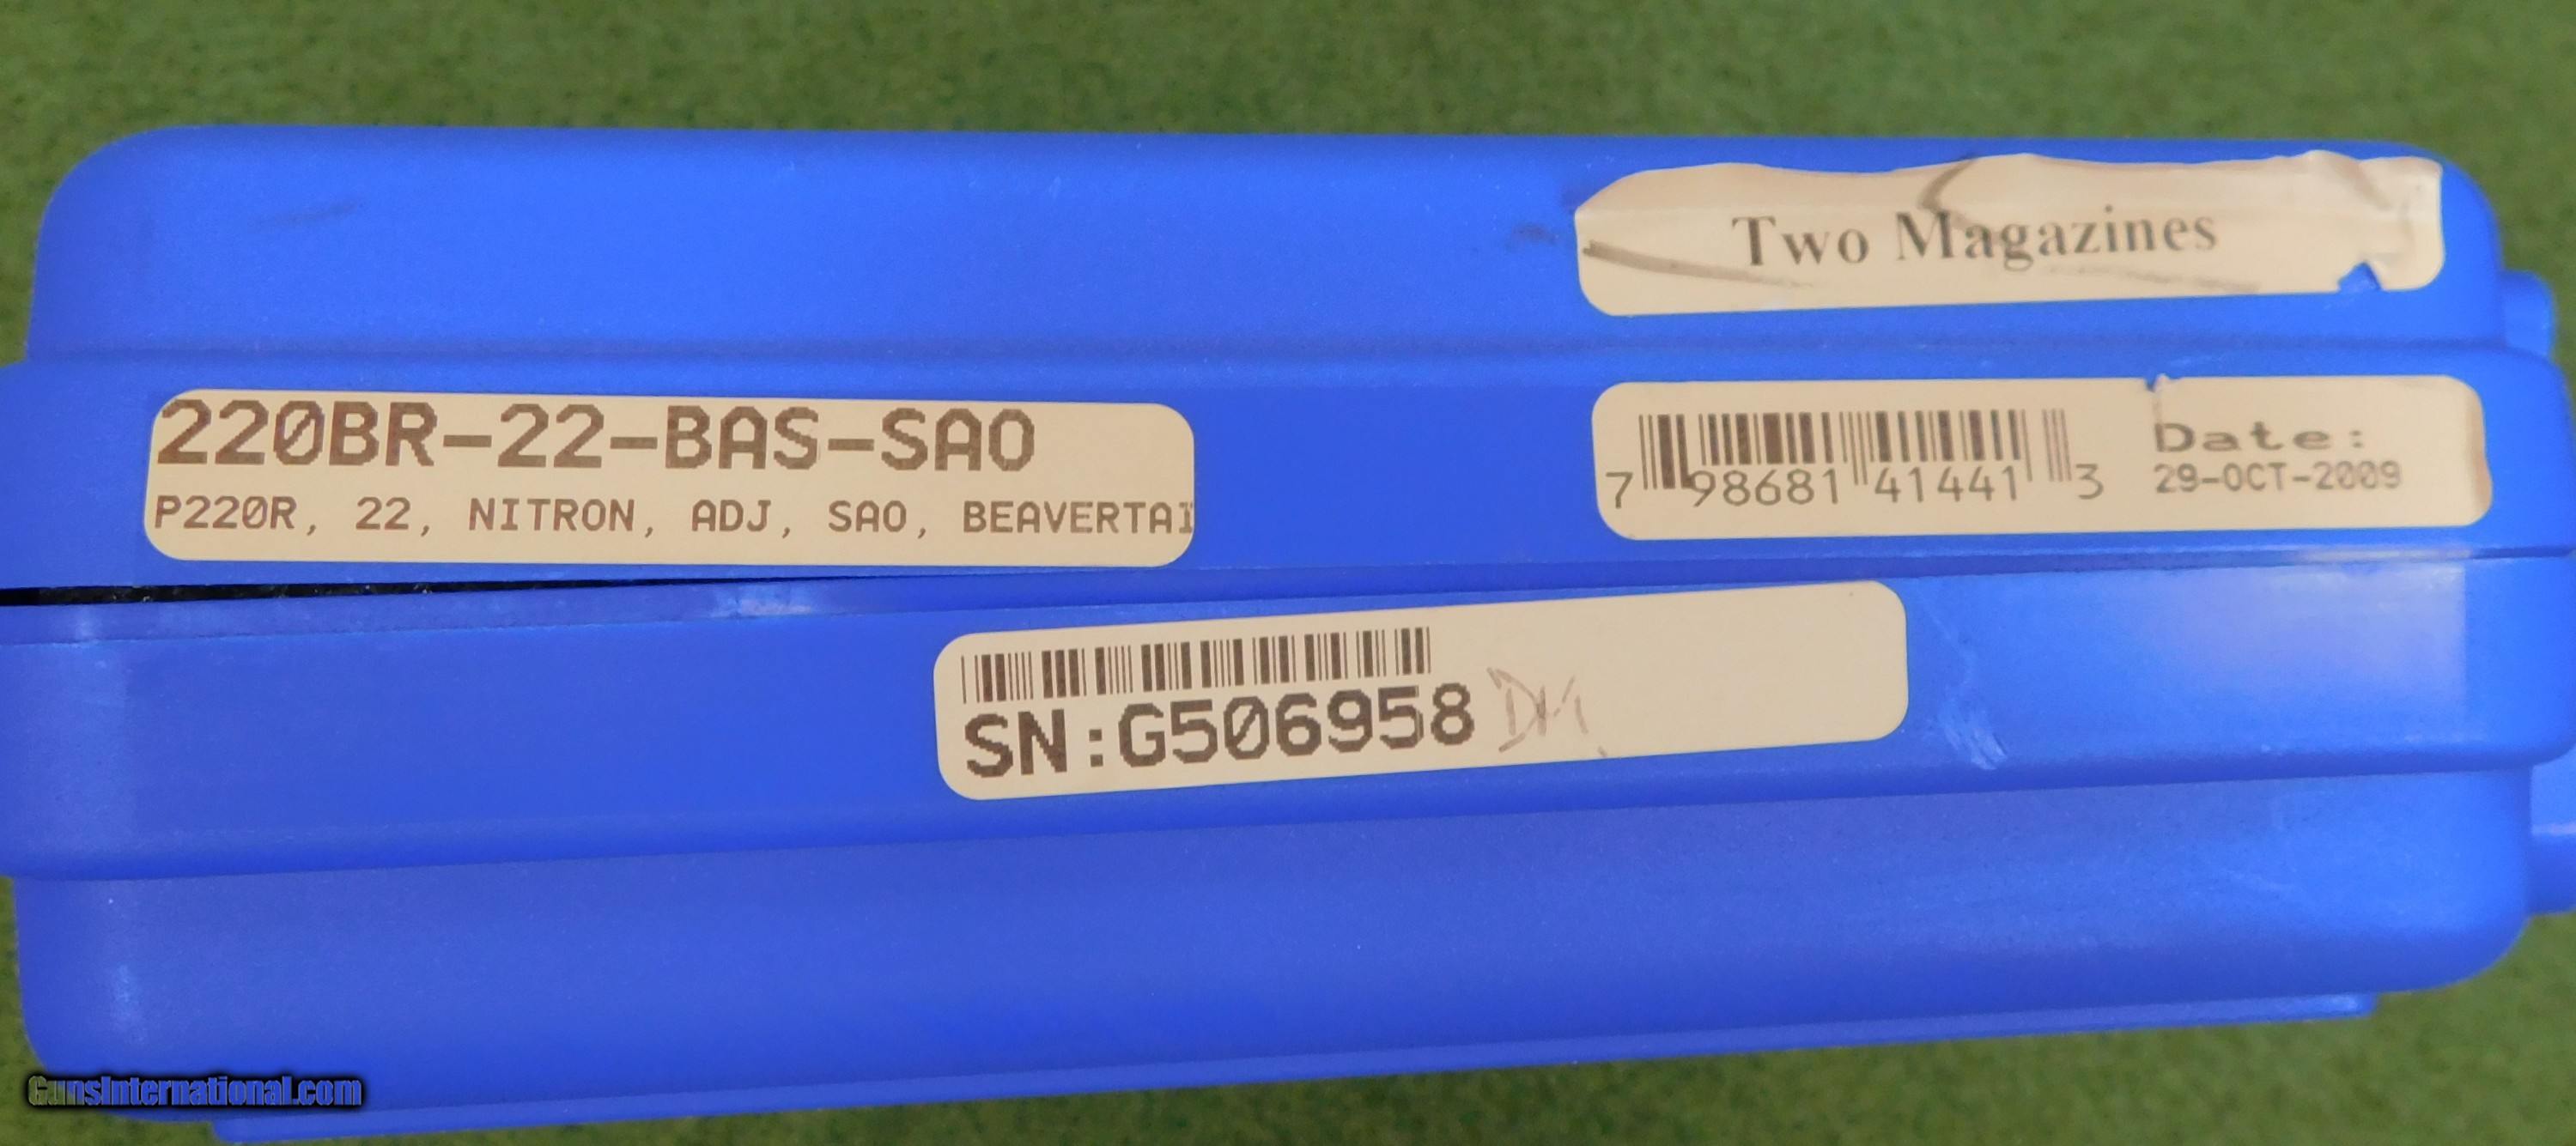 Two Magazines
220BR-22-BAS-SAO
P220R, 22, NITRON, ADJ, SAO, BEAVERTAI
7 98681 41441 3
Date:
29-OCT-2009
SN:G506958
GunsInternational.com